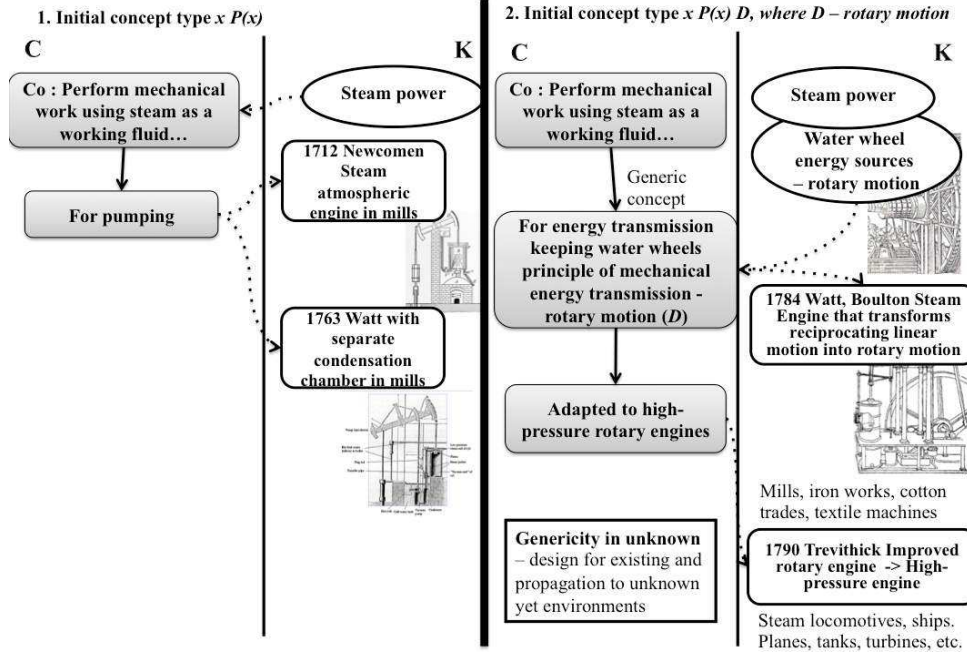 1. Initial concept type x P(x)
C
K
Co : Perform mechanical
work using steam as a
working fluid…
Steam power
For pumping
1712 Newcomen
Steam
atmospheric
engine in mills
1763 Watt with
separate
condensation
chamber in mills
2. Initial concept type x P(x) D, where D – rotary motion
C
K
Co : Perform mechanical
work using steam as a
working fluid…
Steam power
Water wheel
energy sources
– rotary motion
Generic
concept
For energy transmission
keeping water wheels
principle of mechanical
energy transmission -
rotary motion (D)
1784 Watt, Boulton Steam
Engine that transforms
reciprocating linear
motion into rotary motion
Adapted to high-
pressure rotary engines
Mills, iron works, cotton
trades, textile machines
Genericity in unknown
– design for existing and
propagation to unknown
yet environments
1790 Trevithick Improved
rotary engine -> High-
pressure engine
Steam locomotives, ships.
Planes, tanks, turbines, etc.